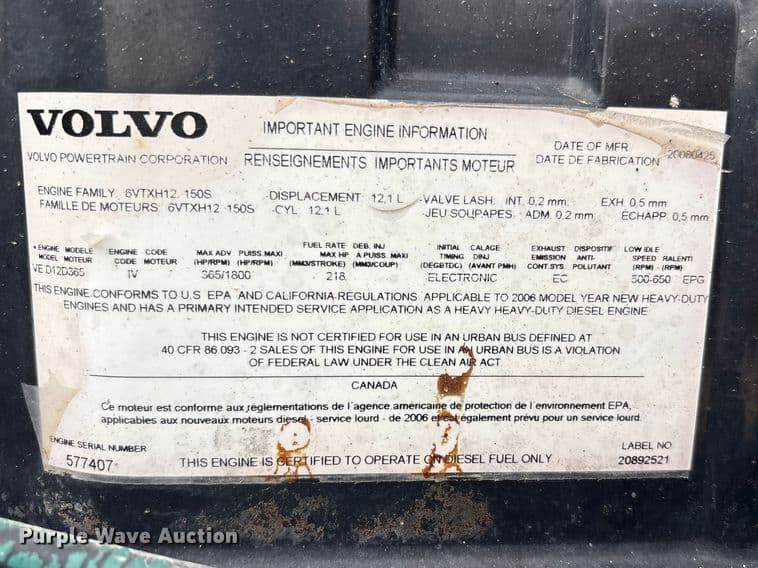 VOLVO
IMPORTANT ENGINE INFORMATION
DATE OF MFR
VOLVO POWERTRAIN CORPORATION
RENSEIGNEMENTS IMPORTANTS MOTEUR
DATE DE FABRICATION 20060425
ENGINE FAMILY 6VTXH12 150S DISPLACEMENT 12,1 L VALVE LASH INT. 0,2 mm. EXH. 0,5 mm
FAMILLE DE MOTEURS 6VTXH12 150S CYL 12,1 L JEU SOUPAPES ADM. 0,2 mm ECHAPP. 0,5 mm
ENGINE MODELE ENGINE CODE MAX ADV PUISS.MAXI FUEL RATE DEB. INJ INITIAL CALAGE EXHAUST DISPOSITIF LOW IDLE
MODEL MOTEUR CODE MOTEUR (HP/RPM) (HP/RPM) MAX HP A PUISS. MAXI TIMING D'INJ EMISSION ANTI- SPEED RALENTI
(MM3/STROKE) (MM3/COUP) (DEGBTDC) (AVANT PMH) CONT.SYS. POLLUTANT (RPM) - (RPM)
VE D12D365 IV 365/1800 218 ELECTRONIC EC 500-650 EPG
THIS ENGINE CONFORMS TO U.S EPA AND CALIFORNIA REGULATIONS APPLICABLE TO 2006 MODEL YEAR NEW HEAVY-DUTY
ENGINES AND HAS A PRIMARY INTENDED SERVICE APPLICATION AS A HEAVY HEAVY-DUTY DIESEL ENGINE
THIS ENGINE IS NOT CERTIFIED FOR USE IN AN URBAN BUS DEFINED AT
40 CFR 86.093 - 2 SALES OF THIS ENGINE FOR USE IN AN URBAN BUS IS A VIOLATION
OF FEDERAL LAW UNDER THE CLEAN AIR ACT
CANADA
Ce moteur est conforme aux réglementations de l'agence américaine de protection de l'environnement EPA,
applicables aux nouveaux moteurs diesel service lourd - de 2006 et est également prévu pour un service lourd.
ENGINE SERIAL NUMBER
577407
THIS ENGINE IS CERTIFIED TO OPERATE ON DIESEL FUEL ONLY
LABEL NO
20892521
Purple Wave Auction